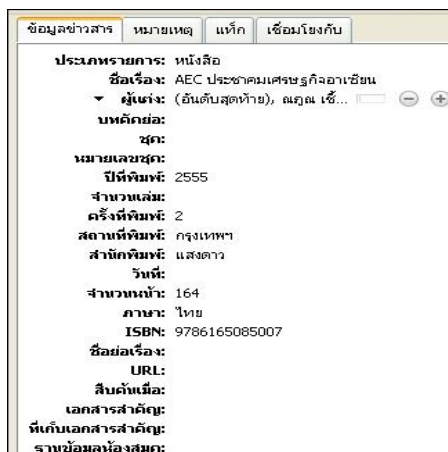 ข้อมูลข่าวสาร หมายเหตุ แท็ก เชื่อมโยงกับ
ประเภทรายการ: หนังสือ
ชื่อเรื่อง: AEC ประชาคมเศรษฐกิจอาเซียน
ผู้แต่ง: (อันดับสุดท้าย), ณภุณ เชี้...
บทคัดย่อ:
ชุด:
หมายเลขชุด:
ปีที่พิมพ์: 2555
จำนวนเล่ม:
ครั้งที่พิมพ์: 2
สถานที่พิมพ์: กรุงเทพฯ
สำนักพิมพ์: แสงดาว
วันที่:
จำนวนหน้า: 164
ภาษา: ไทย
ISBN: 9786165085007
ชื่อย่อเรื่อง:
URL:
สืบค้นเมื่อ:
เอกสารสำคัญ:
ที่เก็บเอกสารสำคัญ: